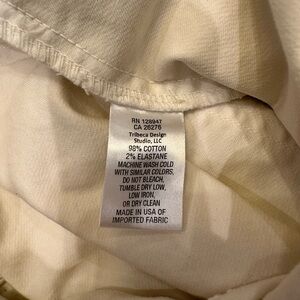 RN 128947
CA 26276
Tribeca Design
Studio, LLC
98% COTTON
2% ELASTANE
MACHINE WASH COLD
WITH SIMILAR COLORS,
DO NOT BLEACH,
TUMBLE DRY LOW,
LOW IRON,
OR DRY CLEAN
MADE IN USA OF
IMPORTED FABRIC